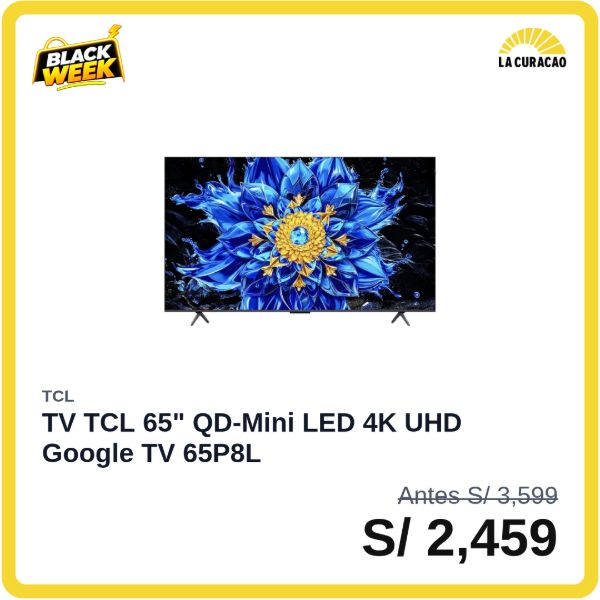 BLACK
WEEK
LA CURACAO
TCL
TV TCL 65" QD-Mini LED 4K UHD
Google TV 65P8L
Antes S/ 3,599
S/ 2,459